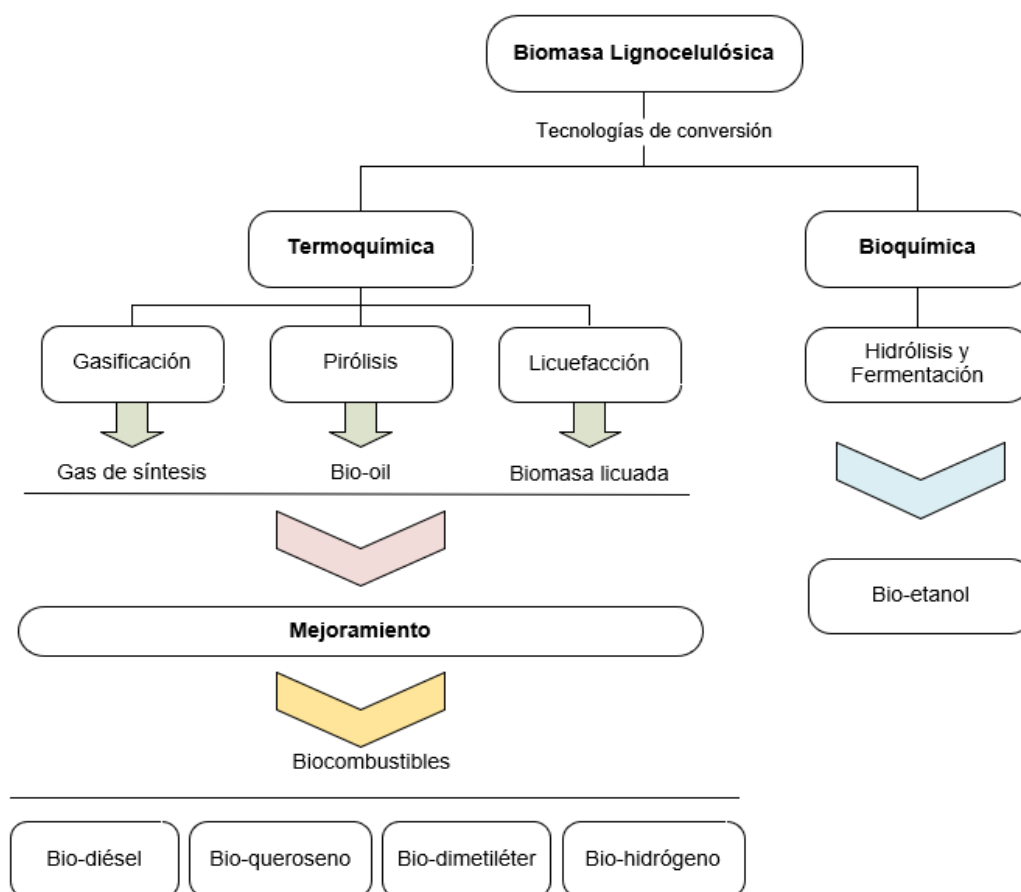 Biomasa Lignocelulósica
Tecnologías de conversión
Termoquímica
Bioquímica
Gasificación
Pirólisis
Licuefacción
Hidrólisis y
Fermentación
Gas de síntesis
Bio-oil
Biomasa licuada
Bio-etanol
Mejoramiento
Biocombustibles
Bio-diésel
Bio-queroseno
Bio-dimetiléter
Bio-hidrógeno